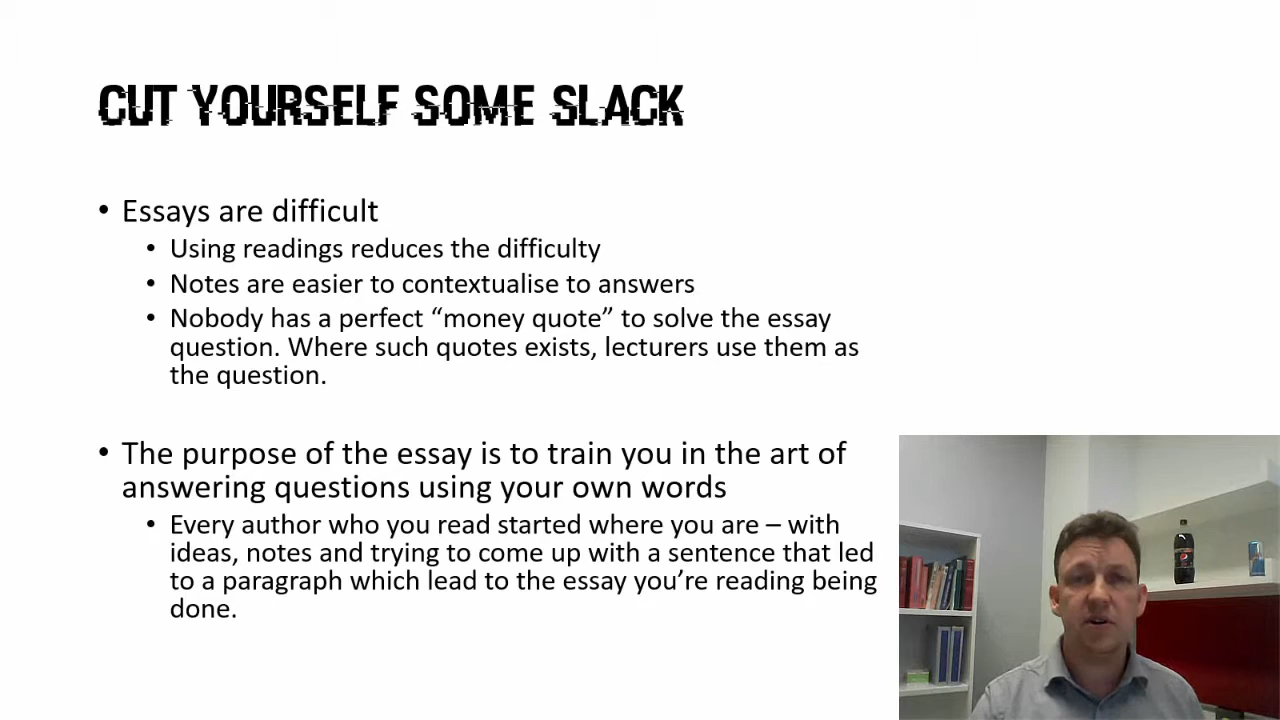 CUT YOURSELF SOME SLACK
• Essays are difficult
• Using readings reduces the difficulty
• Notes are easier to contextualise to answers
• Nobody has a perfect “money quote” to solve the essay
question. Where such quotes exists, lecturers use them as
the question.
• The purpose of the essay is to train you in the art of
answering questions using your own words
• Every author who you read started where you are – with
ideas, notes and trying to come up with a sentence that led
to a paragraph which lead to the essay you’re reading being
done.